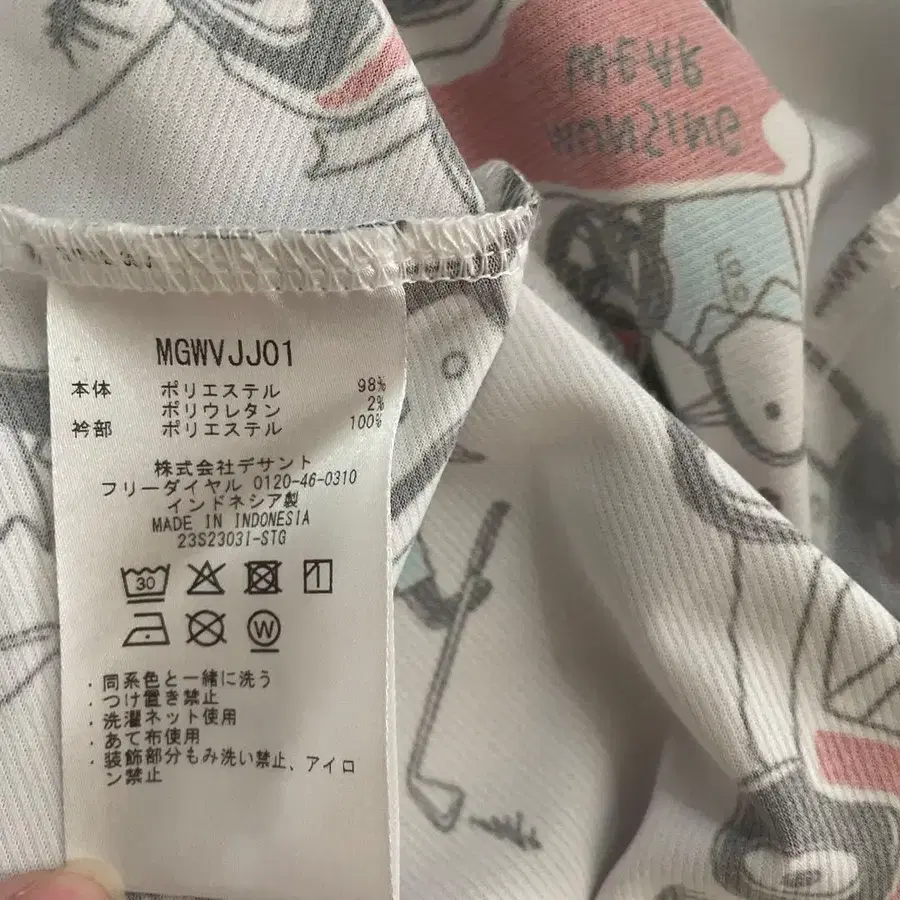 WEAR
MUNSING
MGWVJJ01
本体 ポリエステル 98%
ポリウレタン 2%
衿部 ポリエステル 100%
株式会社デサント
フリーダイヤル 0120-46-0310
インドネシア製
MADE IN INDONESIA
23S23031-STG
30
W
・同系色と一緒に洗う
・つけ置き禁止
・洗濯ネット使用
・あて布使用
・装飾部分もみ洗い禁止、アイロ
ン禁止